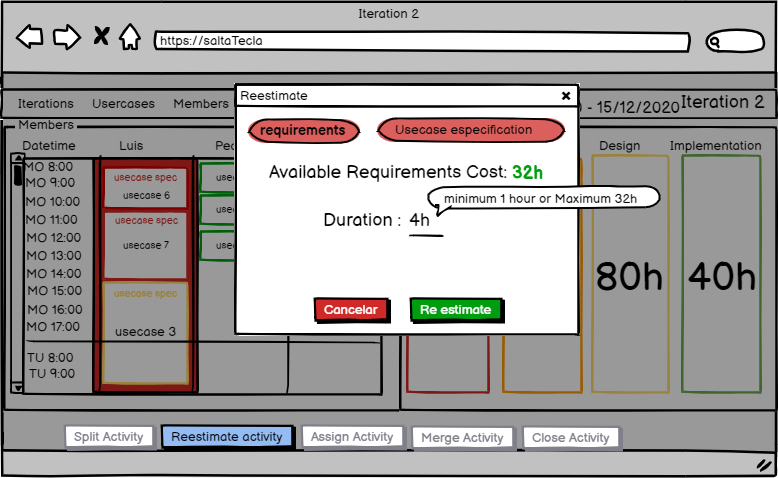 Iteration 2
https://saltaTecla
Iterations Usercases Members
) - 15/12/2020 Iteration 2
Reestimate
requirements
Usecase especification
Available Requirements Cost: 32h
minimum 1 hour or Maximum 32h
Duration : 4h
Cancelar
Re estimate
Members
Datetime Luis Pe
MO 8:00
MO 9:00
MO 10:00
MO 11:00
MO 12:00
MO 13:00
MO 14:00
MO 15:00
MO 16:00
MO 17:00
TU 8:00
TU 9:00
usecase spec
usecase 6
usecase spec
usecase 7
usecase spec
usecase 3
usec
usec
usec
Design Implementation
80h 40h
Split Activity
Reestimate activity
Assign Activity
Merge Activity
Close Activity